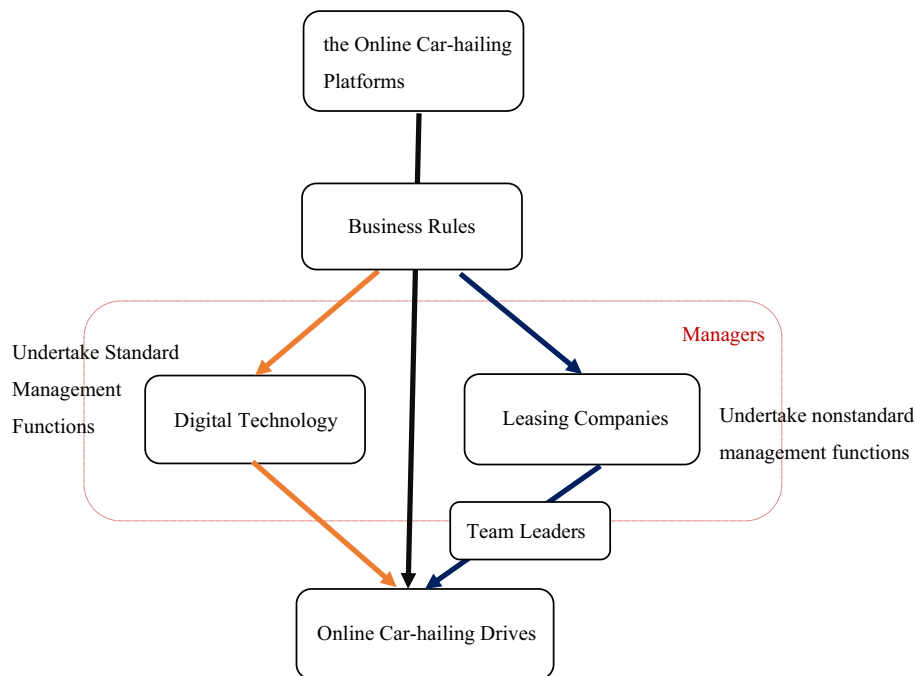 the Online Car-hailing
Platforms
Business Rules
Managers
Undertake Standard
Management
Functions
Digital Technology
Leasing Companies
Undertake nonstandard
management functions
Team Leaders
Online Car-hailing Drives